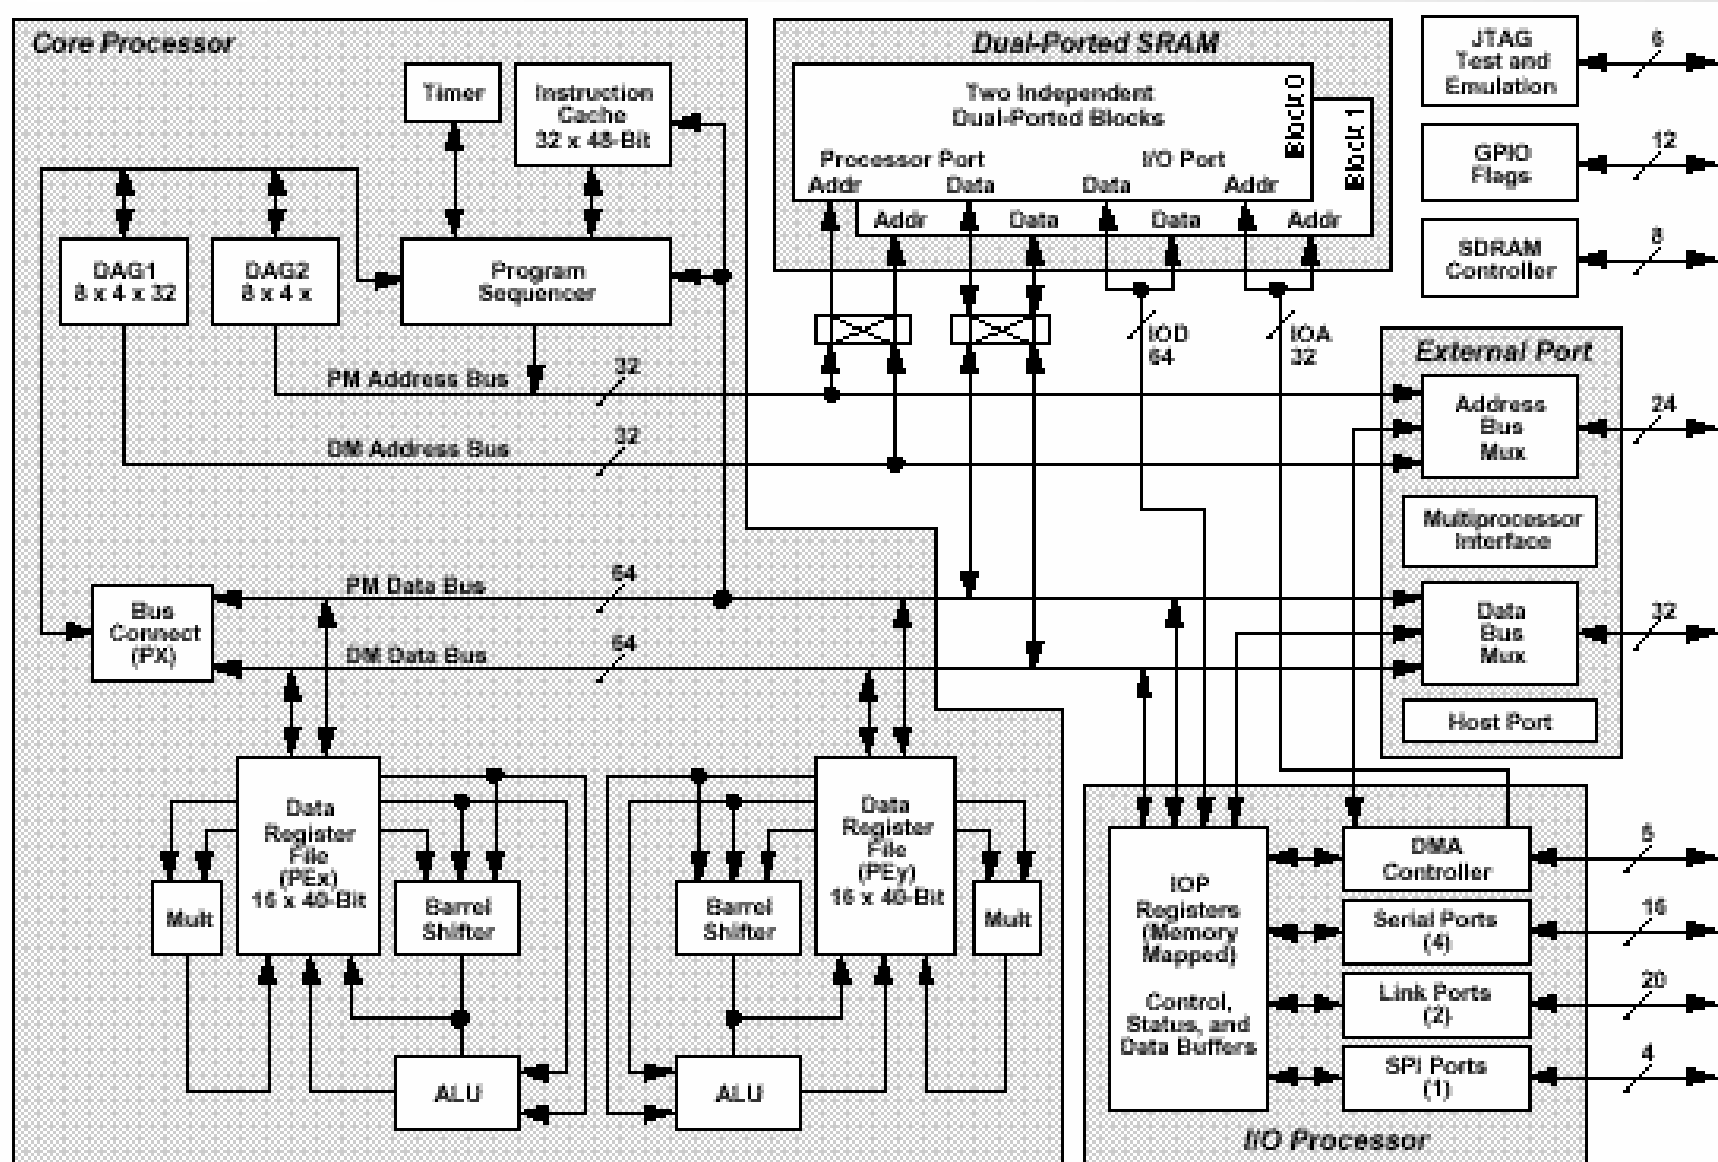 Core Processor
Timer
Instruction
Cache
32 x 48-Bit
DAG1
8 x 4 x 32
DAG2
8 x 4 x
Program
Sequencer
PM Address Bus
32
DM Address Bus
32
Bus
Connect
(PX)
PM Data Bus
64
DM Data Bus
64
Data
Register
File
(PEx)
16 x 40-Bit
Mult
Barrel
Shifter
ALU
Data
Register
File
(PEy)
16 x 40-Bit
Barrel
Shifter
Mult
ALU
Dual-Ported SRAM
Two Independent
Dual-Ported Blocks
Block 0
Block 1
Processor Port
I/O Port
Addr
Data
Data
Addr
Addr
Data
Data
Addr
IOD
64
IOA
32
JTAG
Test and
Emulation
6
GPIO
Flags
12
SDRAM
Controller
8
External Port
Address
Bus
Mux
24
Multiprocessor
Interface
Data
Bus
Mux
32
Host Port
IOP
Registers
(Memory
Mapped)
Control,
Status, and
Data Buffers
DMA
Controller
5
Serial Ports
(4)
16
Link Ports
(2)
20
SPI Ports
(1)
4
I/O Processor